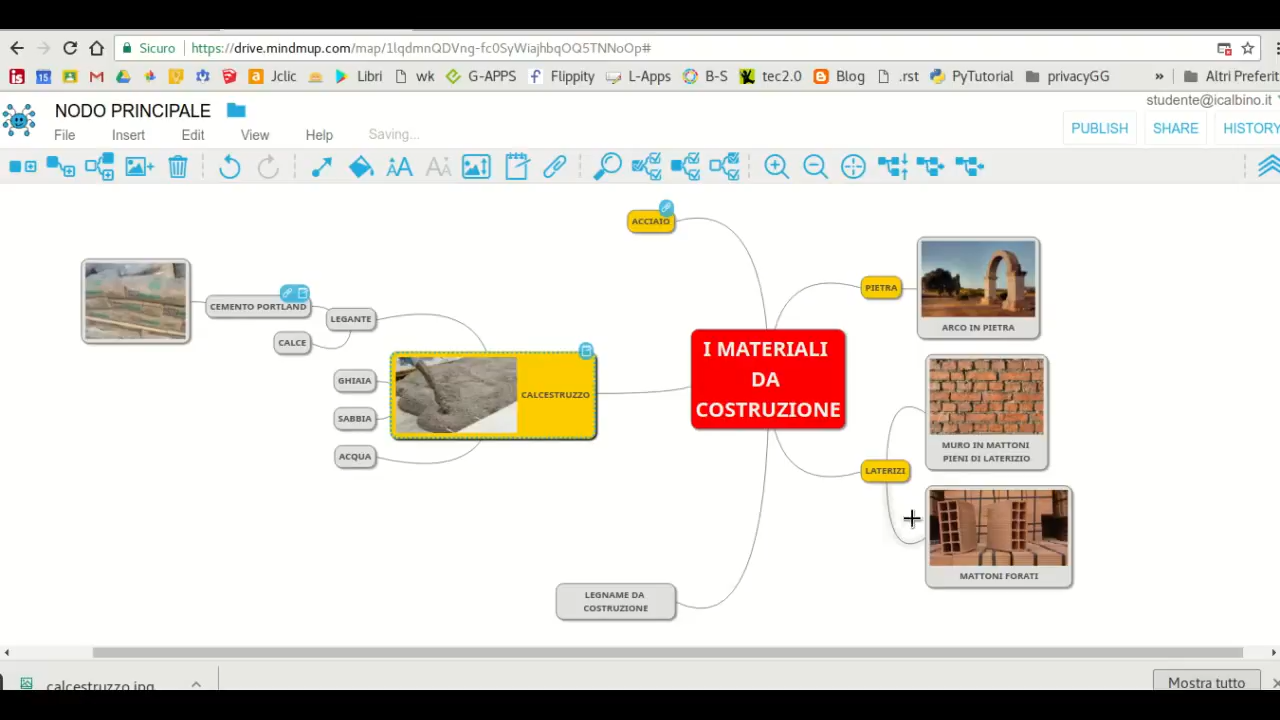 Sicuro
https://drive.mindmup.com/map/1lqdmnQDVng-fc0SyWiajhbqOQ5TNNoOp#
Jclic
Libri
wk
G-APPS
Flippity
L-Apps
B-S
tec2.0
Blog
.rst
PyTutorial
privacyGG
»
Altri Preferit
NODO PRINCIPALE
studente@icalbino.it
File
Insert
Edit
View
Help
Saving...
PUBLISH
SHARE
HISTORY
ACCIAIO
PIETRA
ARCO IN PIETRA
CEMENTO PORTLAND
LEGANTE
CALCE
I MATERIALI
DA
COSTRUZIONE
GHIAIA
CALCESTRUZZO
SABBIA
ACQUA
MURO IN MATTONI
PIENI DI LATERIZIO
LATERIZI
MATTONI FORATI
LEGNAME DA
COSTRUZIONE
calcestruzzo.jpg
Mostra tutto